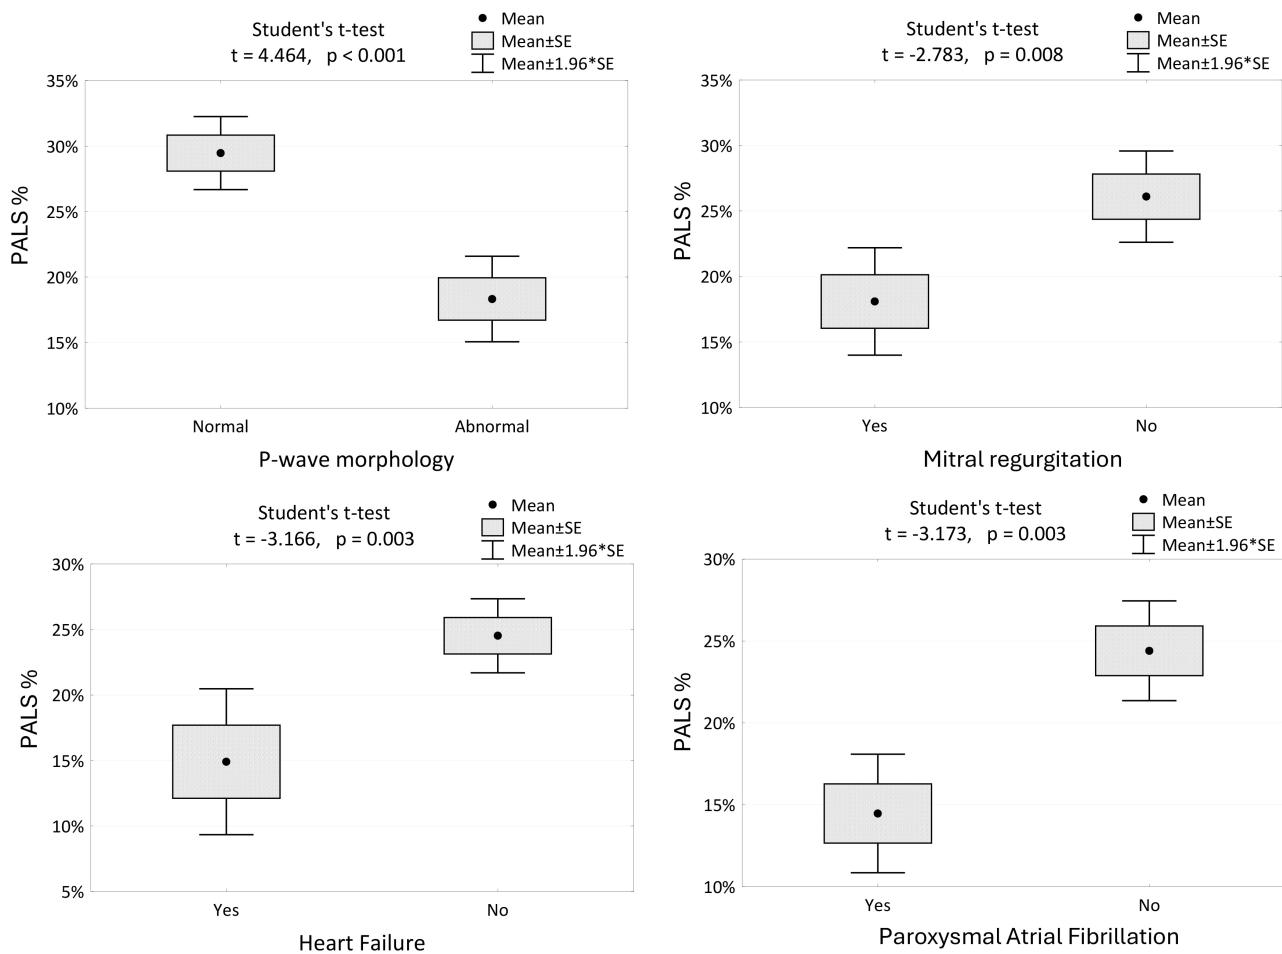 Student's t-test
t = 4.464, p < 0.001
Mean
Mean±SE
Mean±1.96*SE
35%
30%
25%
20%
15%
10%
PALS %
Normal
Abnormal
P-wave morphology
Student's t-test
t = -2.783, p = 0.008
Mean
Mean±SE
Mean±1.96*SE
35%
30%
25%
20%
15%
10%
PALS %
Yes
No
Mitral regurgitation
Student's t-test
t = -3.166, p = 0.003
Mean
Mean±SE
Mean±1.96*SE
30%
25%
20%
15%
10%
5%
PALS %
Yes
No
Heart Failure
Student's t-test
t = -3.173, p = 0.003
Mean
Mean±SE
Mean±1.96*SE
30%
25%
20%
15%
10%
PALS %
Yes
No
Paroxysmal Atrial Fibrillation